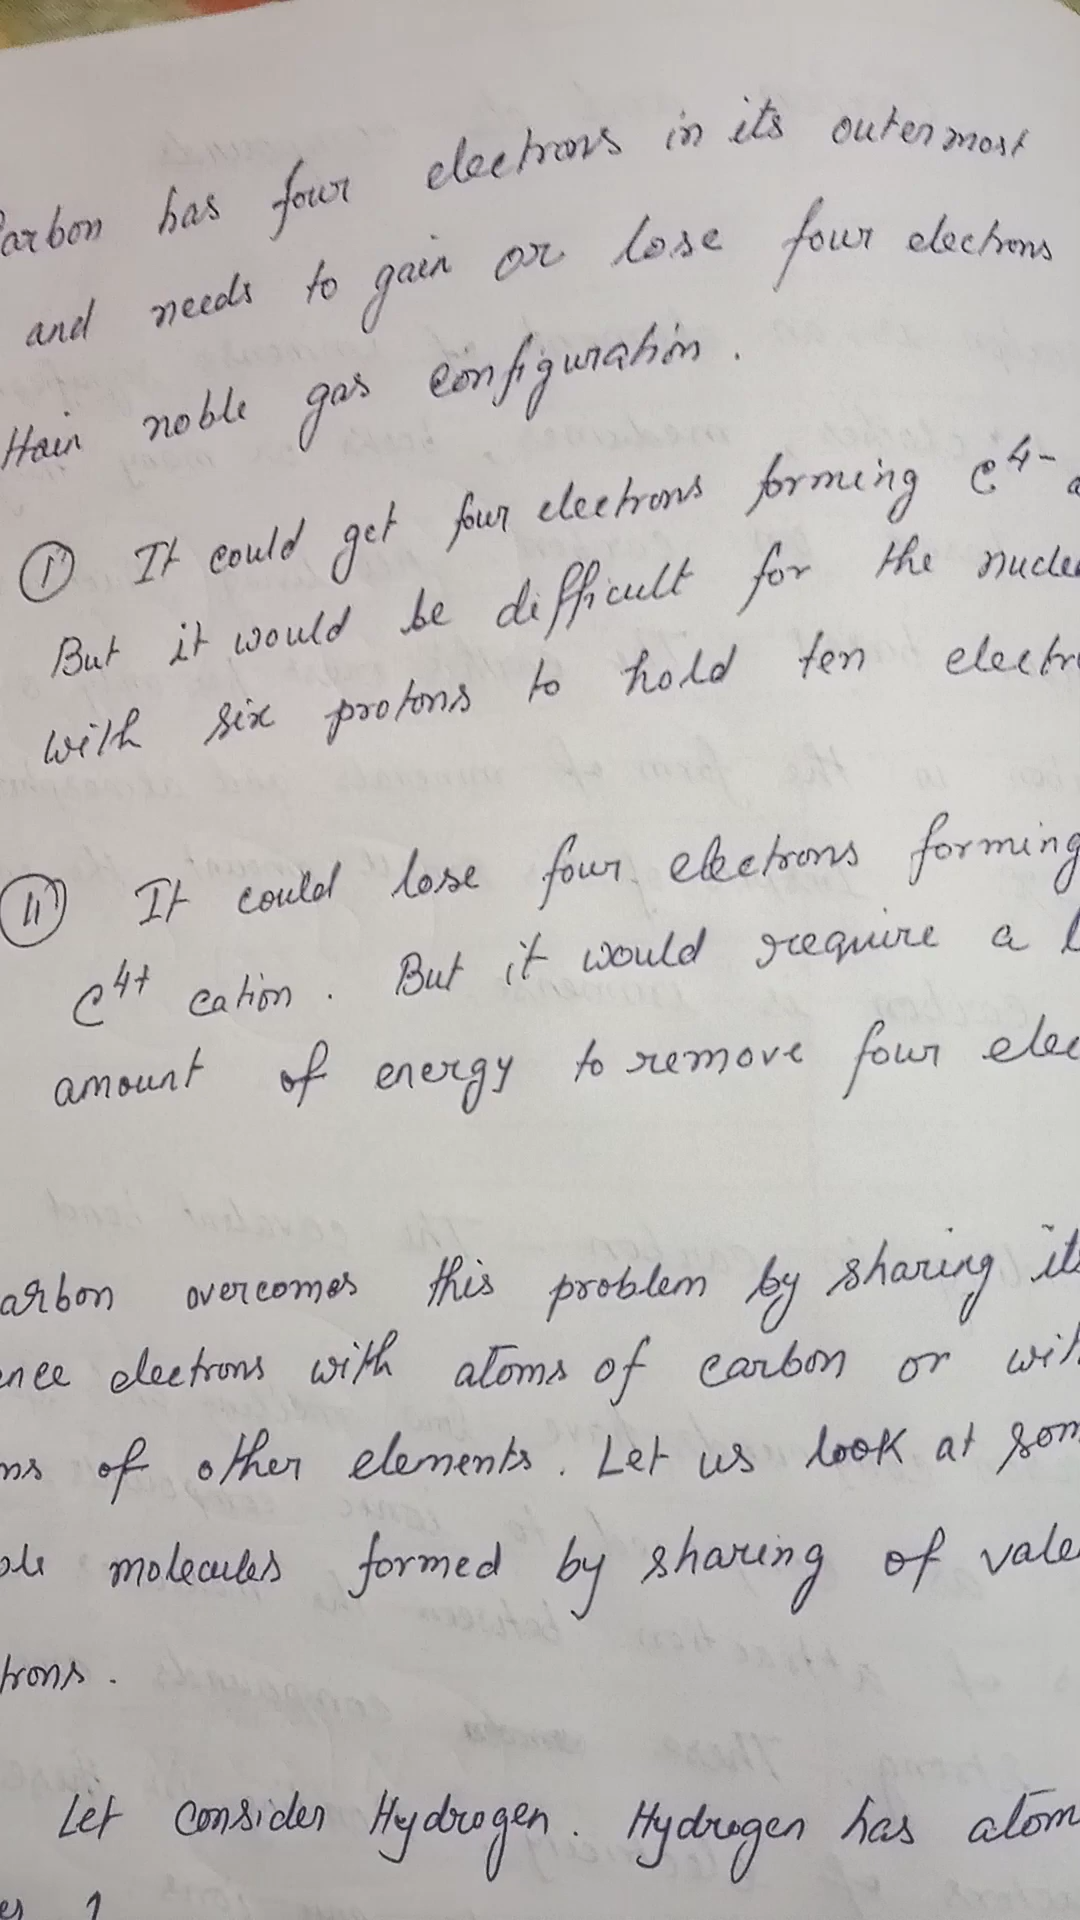 arbon has four electrons in its outermost
and needs to gain or lose four electrons
ttain noble gas configuration.
(i) It could get four electrons forming C⁴⁻ a
But it would be difficult for the nucle
with six protons to hold ten electr
(ii) It could lose four electrons forming
C⁴⁺ cation. But it would require a l
amount of energy to remove four elec
arbon overcomes this problem by sharing its
ence electrons with atoms of carbon or wit
ms of other elements. Let us look at som
ple molecules formed by sharing of vale
trons.
Let consider Hydrogen. Hydrogen has atom
1